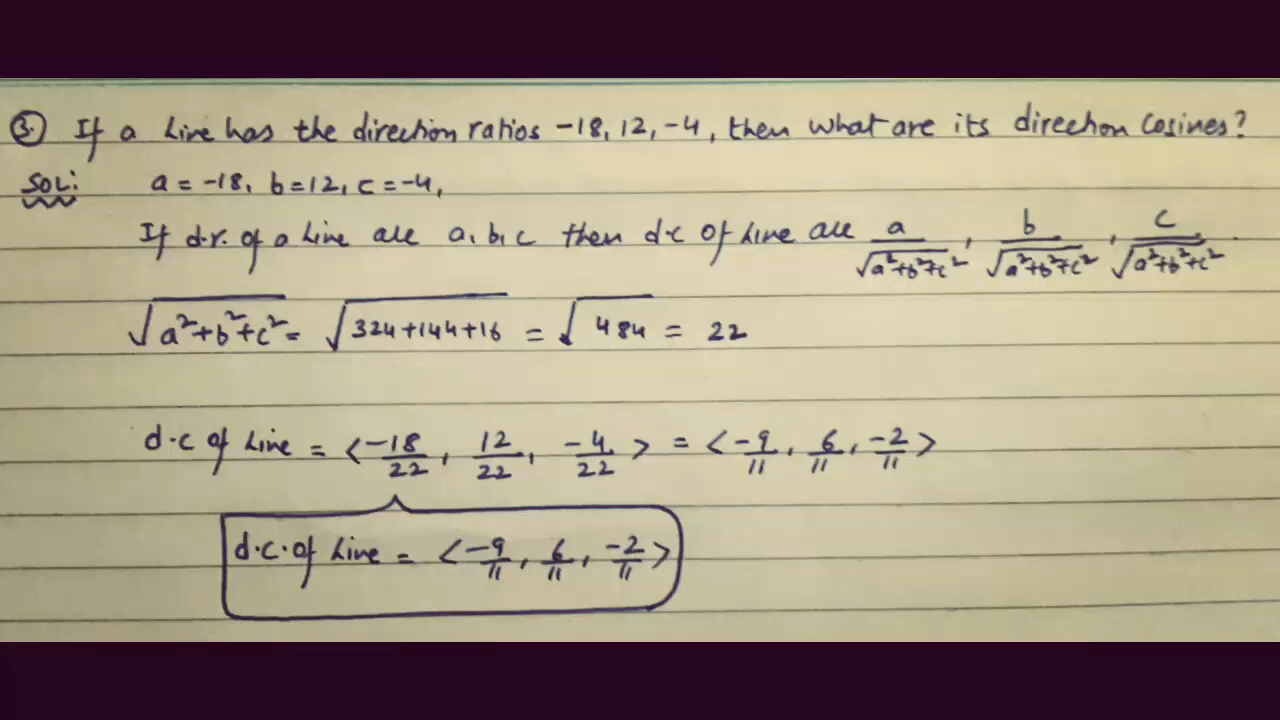 ③ If a line has the direction ratios -18, 12, -4, then what are its direction cosines?
SOL: a = -18, b = 12, c = -4,
If d.r. of a line are a, b, c then d.c of line are a/√(a²+b²+c²), b/√(a²+b²+c²), c/√(a²+b²+c²).
√(a²+b²+c²) = √(324+144+16) = √484 = 22
d.c of line = <-18/22, 12/22, -4/22> = <-9/11, 6/11, -2/11>
d.c. of line = <-9/11, 6/11, -2/11>